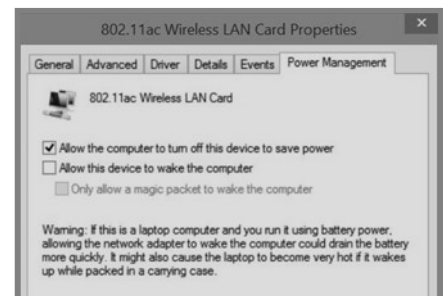 802.11ac Wireless LAN Card Properties
General Advanced Driver Details Events Power Management
802.11ac Wireless LAN Card
Allow the computer to turn off this device to save power
Allow this device to wake the computer
Only allow a magic packet to wake the computer
Warning: If this is a laptop computer and you run it using battery power,
allowing the network adapter to wake the computer could drain the battery
more quickly. It might also cause the laptop to become very hot if it wakes
up while packed in a carrying case.